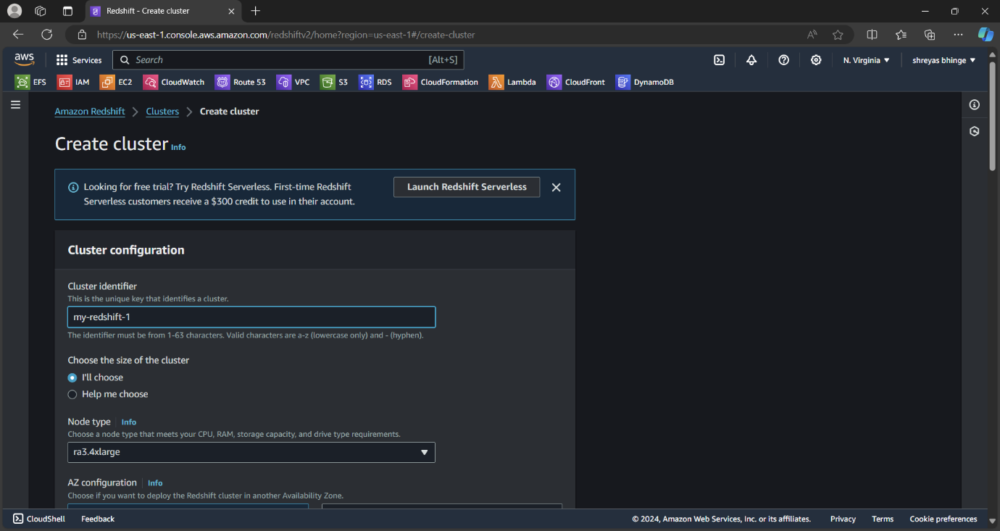 Redshift - Create cluster
https://us-east-1.console.aws.amazon.com/redshiftv2/home?region=us-east-1#/create-cluster
aws Services Search [Alt+S] N. Virginia shreyas bhinge
EFS IAM EC2 CloudWatch Route 53 VPC S3 RDS CloudFormation Lambda CloudFront DynamoDB
Amazon Redshift Clusters Create cluster
Create cluster Info
Looking for free trial? Try Redshift Serverless. First-time Redshift
Serverless customers receive a $300 credit to use in their account.
Launch Redshift Serverless
Cluster configuration
Cluster identifier
This is the unique key that identifies a cluster.
my-redshift-1
The identifier must be from 1-63 characters. Valid characters are a-z (lowercase only) and - (hyphen).
Choose the size of the cluster
I'll choose
Help me choose
Node type Info
Choose a node type that meets your CPU, RAM, storage capacity, and drive type requirements.
ra3.4xlarge
AZ configuration Info
Choose if you want to deploy the Redshift cluster in another Availability Zone.
CloudShell Feedback © 2024, Amazon Web Services, Inc. or its affiliates. Privacy Terms Cookie preferences